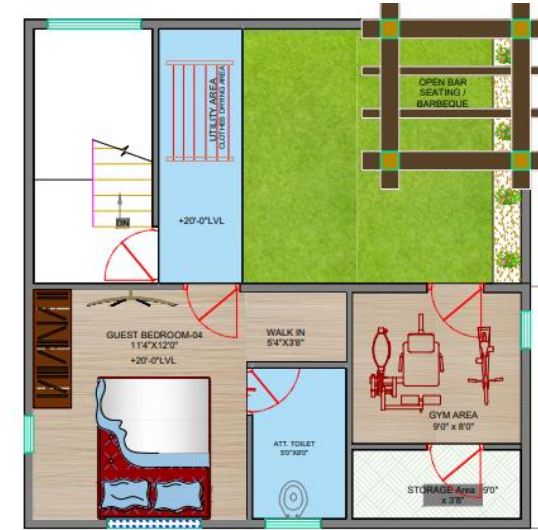 OPEN BAR
SEATING /
BARBEQUE
UTILITY AREA
CLOTHES DRYING AREA
+20'-0"LVL
DN
GUEST BEDROOM-04
11'4"X12'0"
+20'-0"LVL
WALK IN
5'4"X3'8"
GYM AREA
9'0" x 8'0"
ATT. TOILET
5'0"X8'0"
STORAGE Area 9'0"
x 3'8"